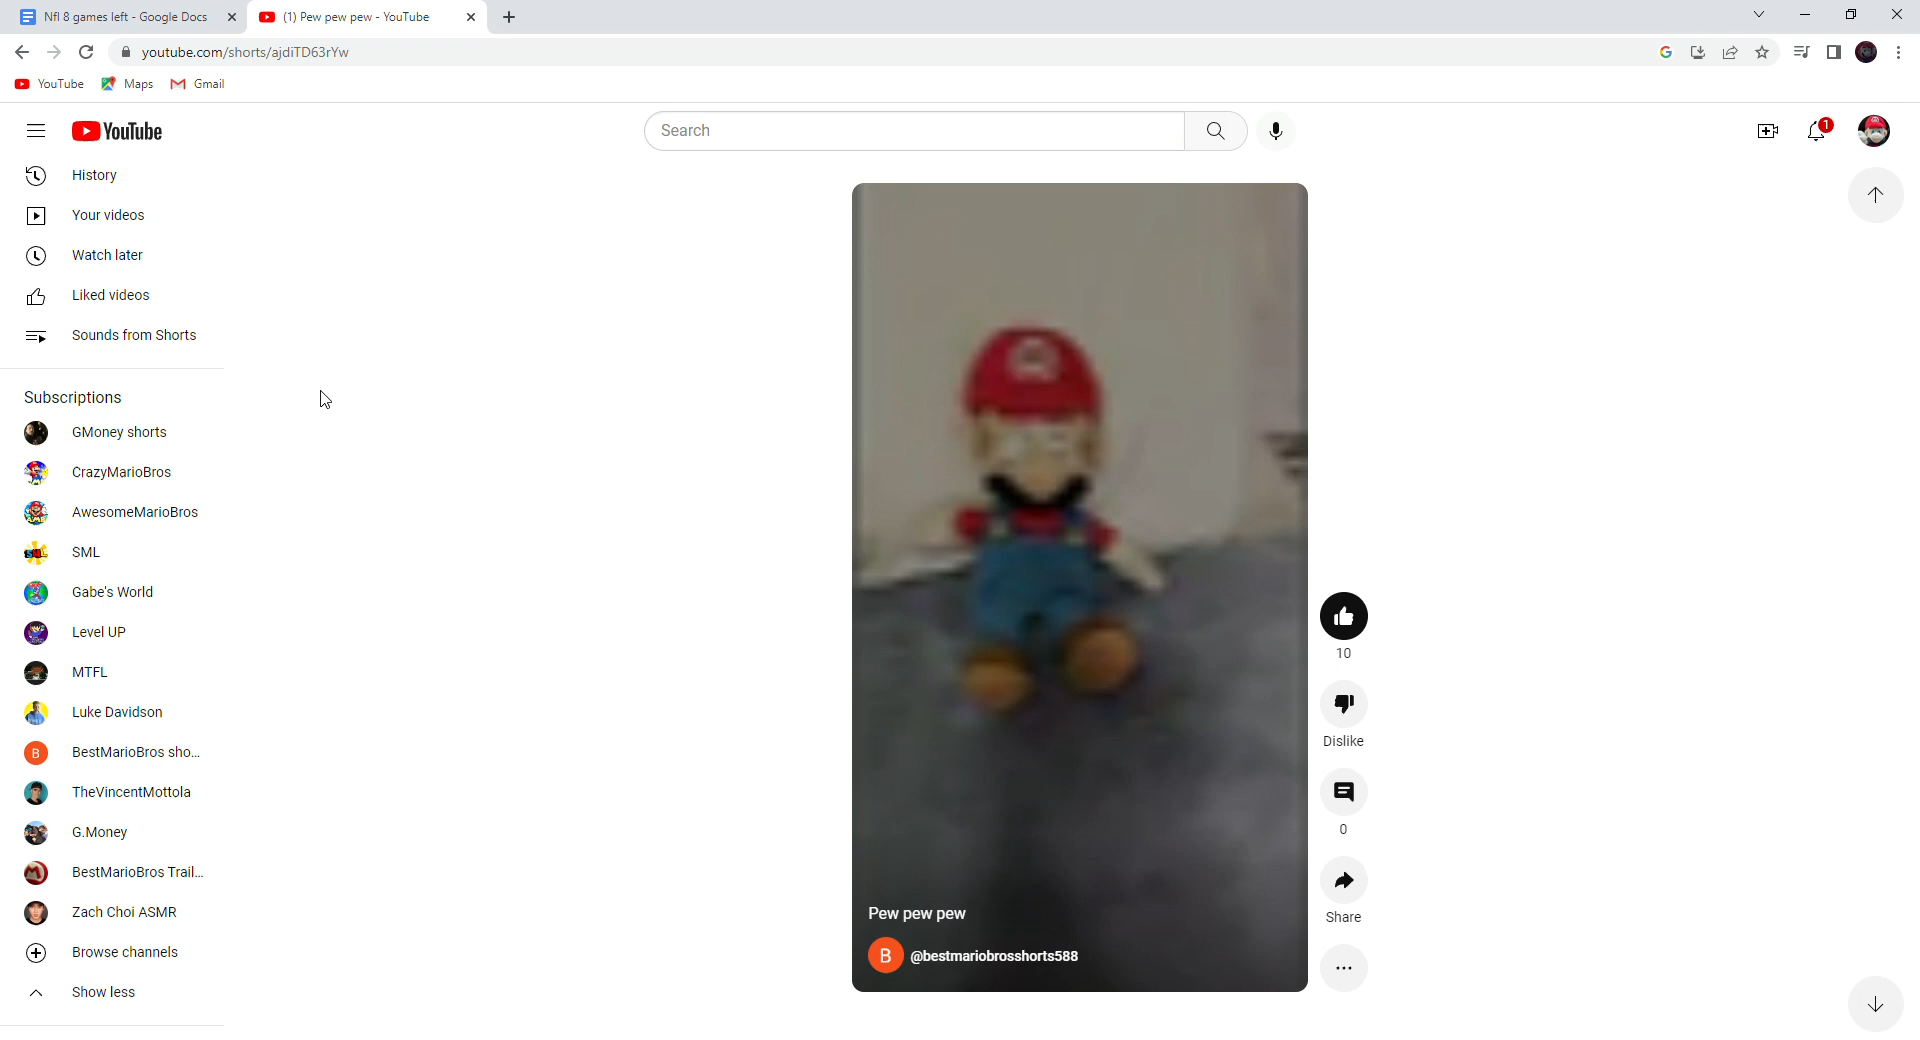 Nfl 8 games left - Google Docs
(1) Pew pew pew - YouTube
youtube.com/shorts/ajdiTD63rYw
YouTube
Maps
Gmail
YouTube
Search
1
History
Your videos
Watch later
Liked videos
Sounds from Shorts
Subscriptions
GMoney shorts
CrazyMarioBros
AwesomeMarioBros
SML
Gabe's World
Level UP
MTFL
Luke Davidson
B
BestMarioBros sho...
TheVincentMottola
G.Money
BestMarioBros Trail...
Zach Choi ASMR
Browse channels
Show less
Pew pew pew
B
@bestmariobrosshorts588
10
Dislike
0
Share